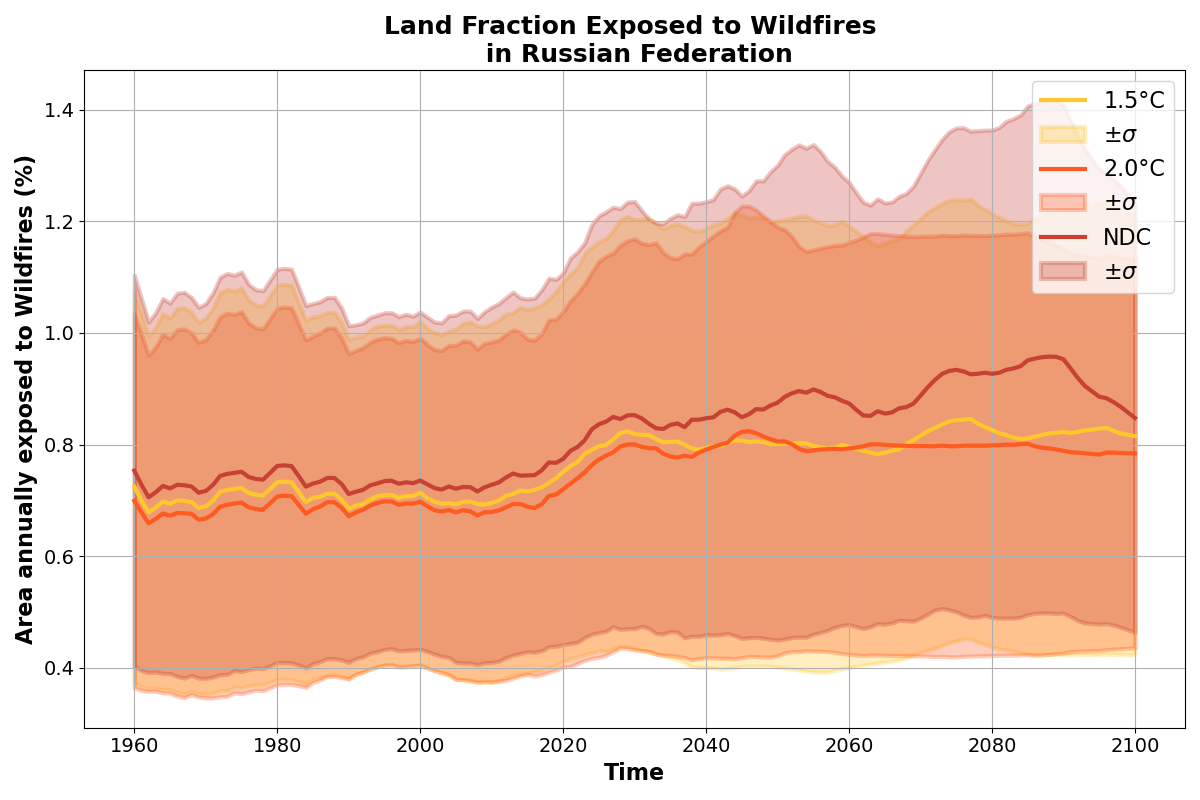 Land Fraction Exposed to Wildfires
in Russian Federation
Area annually exposed to Wildfires (%)
1.4
1.2
1.0
0.8
0.6
0.4
1.5°C
±σ
2.0°C
±σ
NDC
±σ
1960 1980 2000 2020 2040 2060 2080 2100
Time